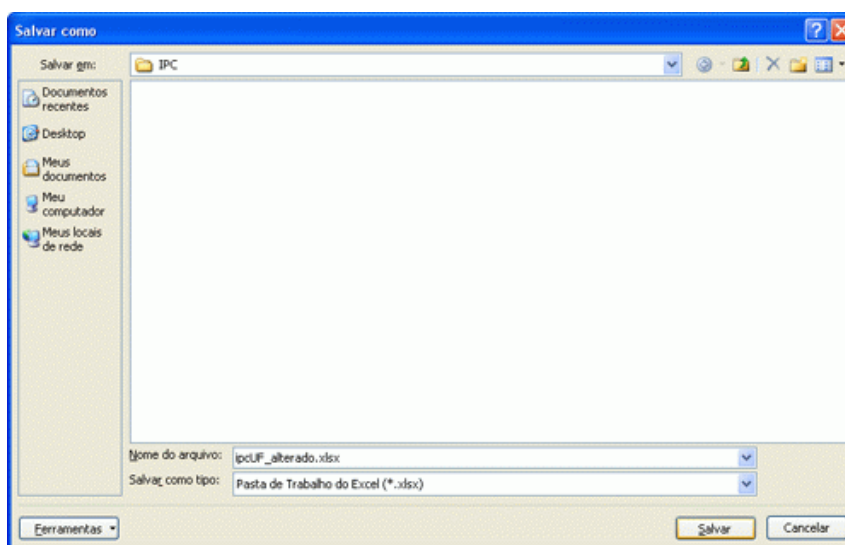 Salvar como
Salvar em:
IPC
Documentos
recentes
Desktop
Meus
documentos
Meu
computador
Meus locais
de rede
Nome do arquivo:
ipcUF_alterado.xlsx
Salvar como tipo:
Pasta de Trabalho do Excel (*.xlsx)
Ferramentas
Salvar
Cancelar